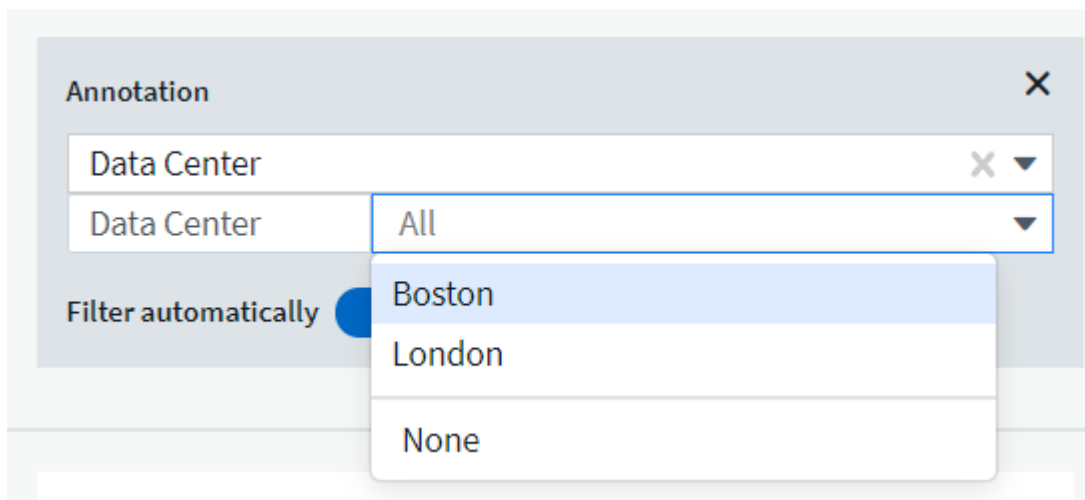 Annotation
Data Center
Data Center All
Boston
Filter automatically
London
None